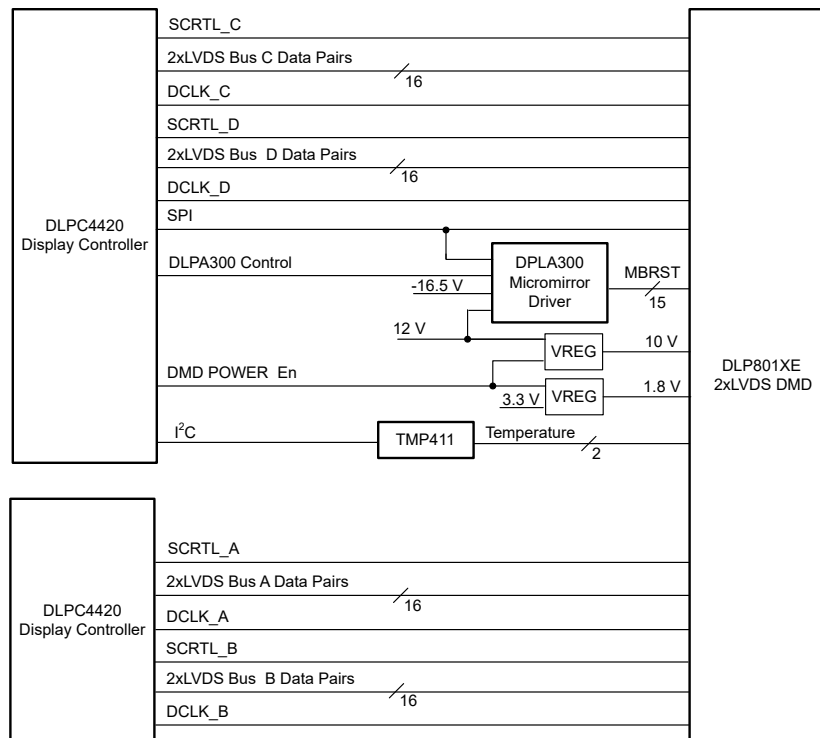 SCRTL_C
2xLVDS Bus C Data Pairs
16
DCLK_C
SCRTL_D
2xLVDS Bus D Data Pairs
16
DCLK_D
SPI
DLPC4420
Display Controller
DLPA300 Control
-16.5 V
DPLA300
Micromirror
Driver
MBRST
15
12 V
VREG
10 V
DMD POWER En
3.3 V
VREG
1.8 V
DLP801XE
2xLVDS DMD
I²C
TMP411
Temperature
2
SCRTL_A
2xLVDS Bus A Data Pairs
16
DCLK_A
DLPC4420
Display Controller
SCRTL_B
2xLVDS Bus B Data Pairs
16
DCLK_B